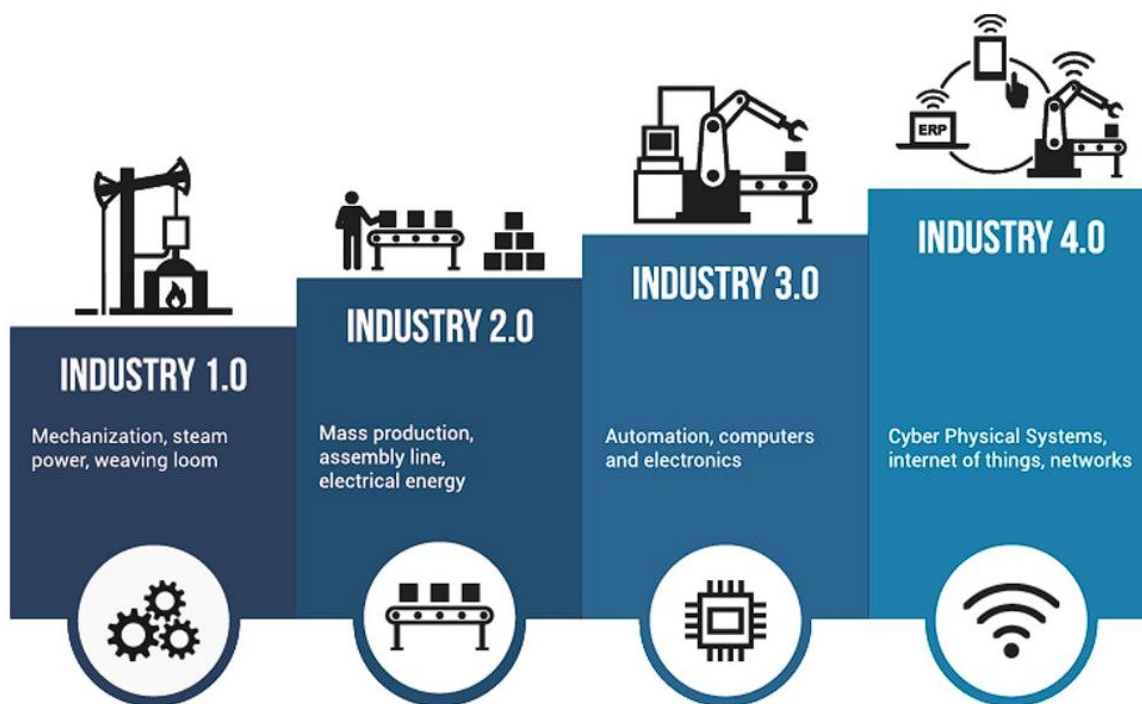 INDUSTRY 1.0
Mechanization, steam
power, weaving loom
INDUSTRY 2.0
Mass production,
assembly line,
electrical energy
INDUSTRY 3.0
Automation, computers
and electronics
ERP
INDUSTRY 4.0
Cyber Physical Systems,
internet of things, networks